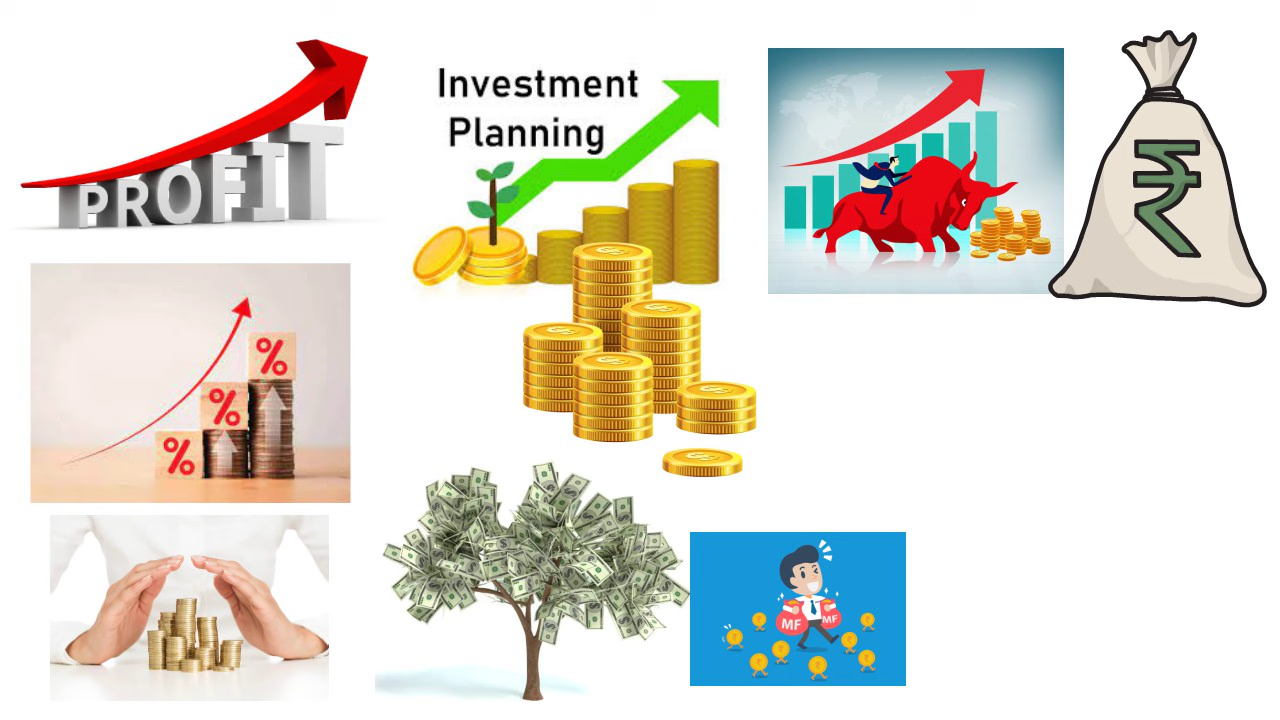 PROFIT
Investment
Planning
₹
%
%
%
MF
MF